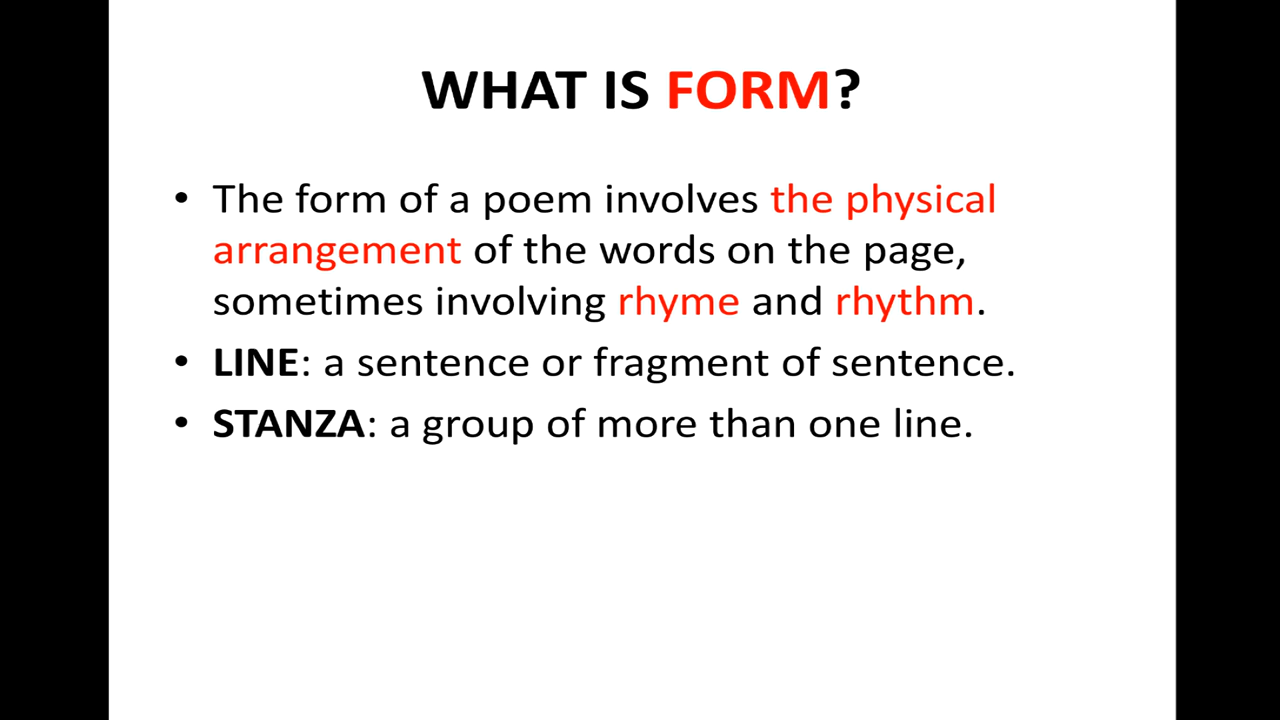 WHAT IS FORM?
• The form of a poem involves the physical
arrangement of the words on the page,
sometimes involving rhyme and rhythm.
• LINE: a sentence or fragment of sentence.
• STANZA: a group of more than one line.